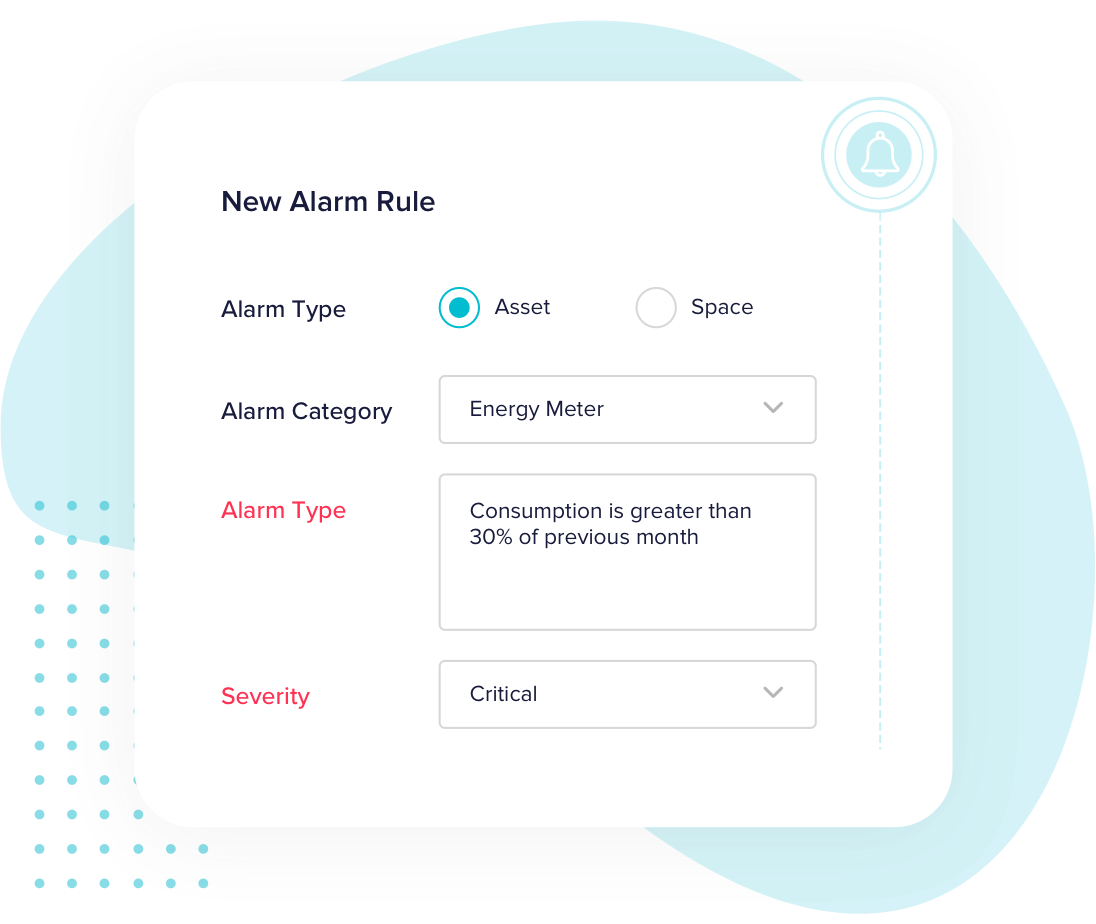 New Alarm Rule
Alarm Type Asset Space
Alarm Category Energy Meter
Alarm Type Consumption is greater than
30% of previous month
Severity Critical